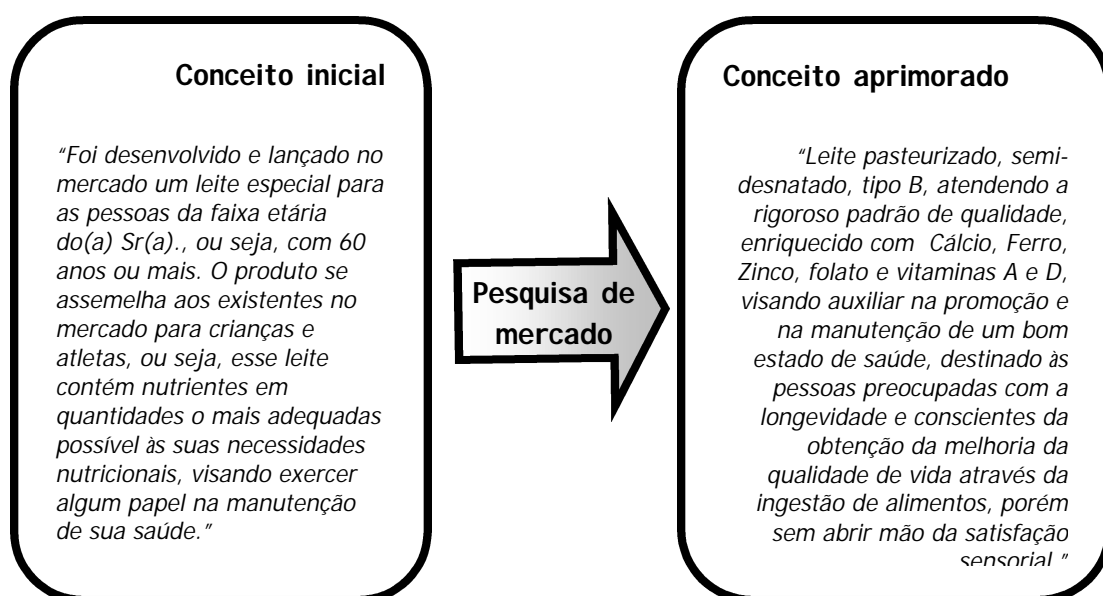 Conceito inicial
"Foi desenvolvido e lançado no
mercado um leite especial para
as pessoas da faixa etária
do(a) Sr(a)., ou seja, com 60
anos ou mais. O produto se
assemelha aos existentes no
mercado para crianças e
atletas, ou seja, esse leite
contém nutrientes em
quantidades o mais adequadas
possível às suas necessidades
nutricionais, visando exercer
algum papel na manutenção
de sua saúde."
Pesquisa de
mercado
Conceito aprimorado
"Leite pasteurizado, semi-
desnatado, tipo B, atendendo a
rigoroso padrão de qualidade,
enriquecido com Cálcio, Ferro,
Zinco, folato e vitaminas A e D,
visando auxiliar na promoção e
na manutenção de um bom
estado de saúde, destinado às
pessoas preocupadas com a
longevidade e conscientes da
obtenção da melhoria da
qualidade de vida através da
ingestão de alimentos, porém
sem abrir mão da satisfação
sensorial."